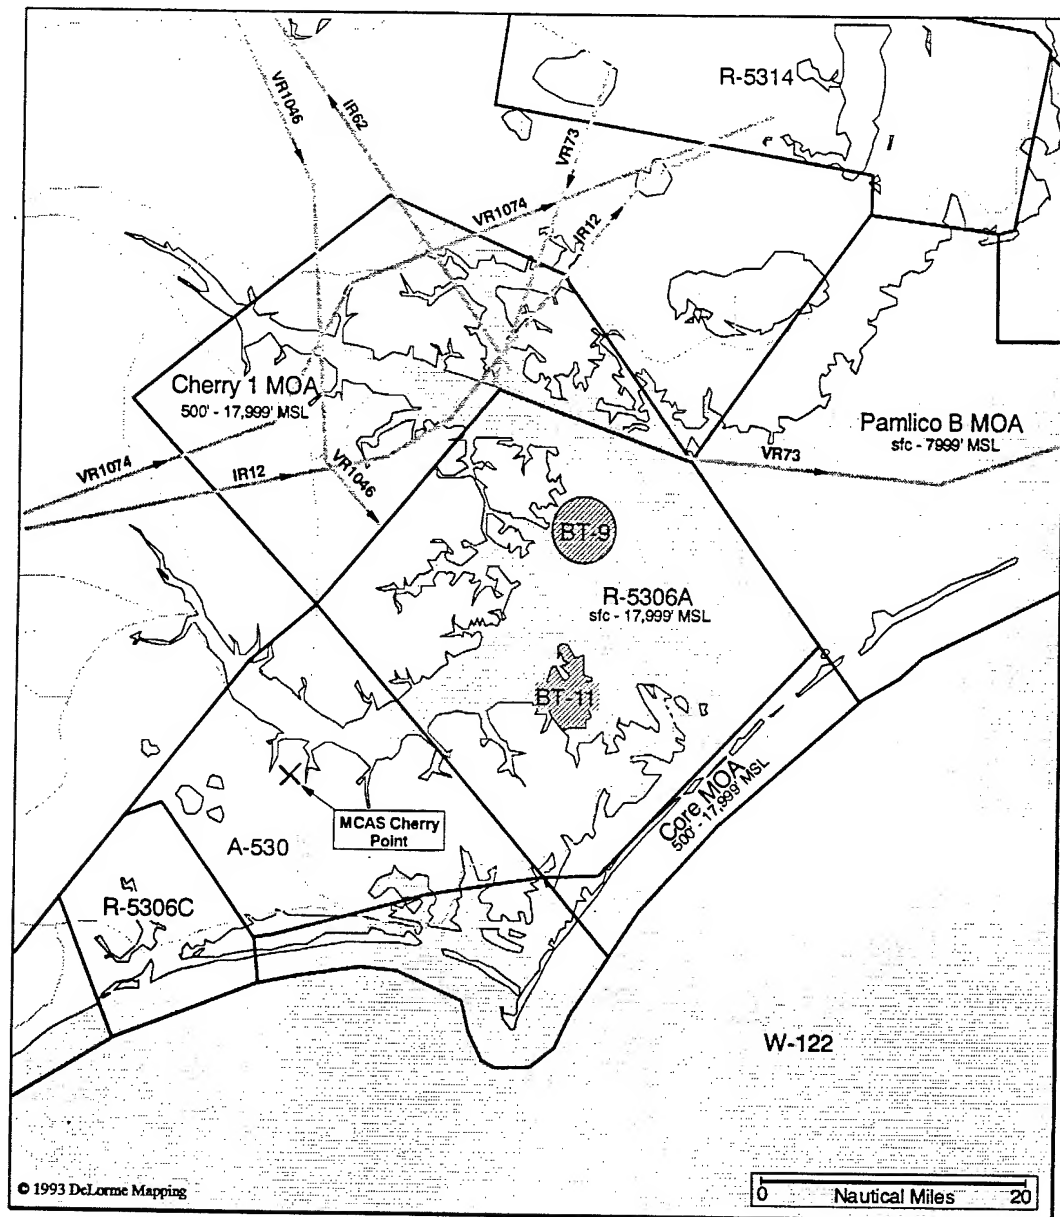 R-5314
VR1046
IR62
VR73
VR1074
IR12
Cherry 1 MOA
500' - 17,999' MSL
Pamlico B MOA
sfc - 7999' MSL
VR73
VR1074
IR12
VR1046
BT-9
R-5306A
sfc - 17,999' MSL
BT-11
Core MOA
500' - 17,999' MSL
MCAS Cherry
Point
A-530
R-5306C
W-122
© 1993 DeLorme Mapping
0 Nautical Miles 20